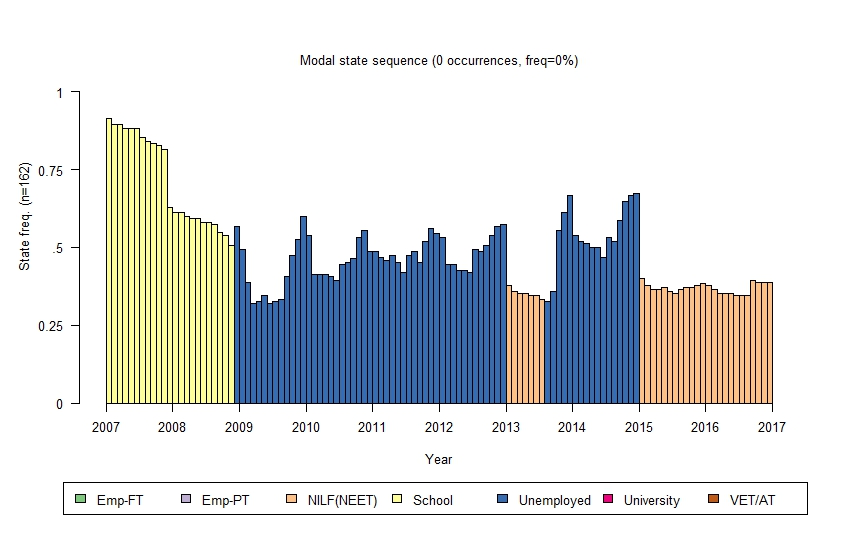 Modal state sequence (0 occurrences, freq=0%)
State freq. (n=162)
1
0.75
.5
0.25
0
2007 2008 2009 2010 2011 2012 2013 2014 2015 2016 2017
Year
Emp-FT Emp-PT NILF(NEET) School Unemployed University VET/AT